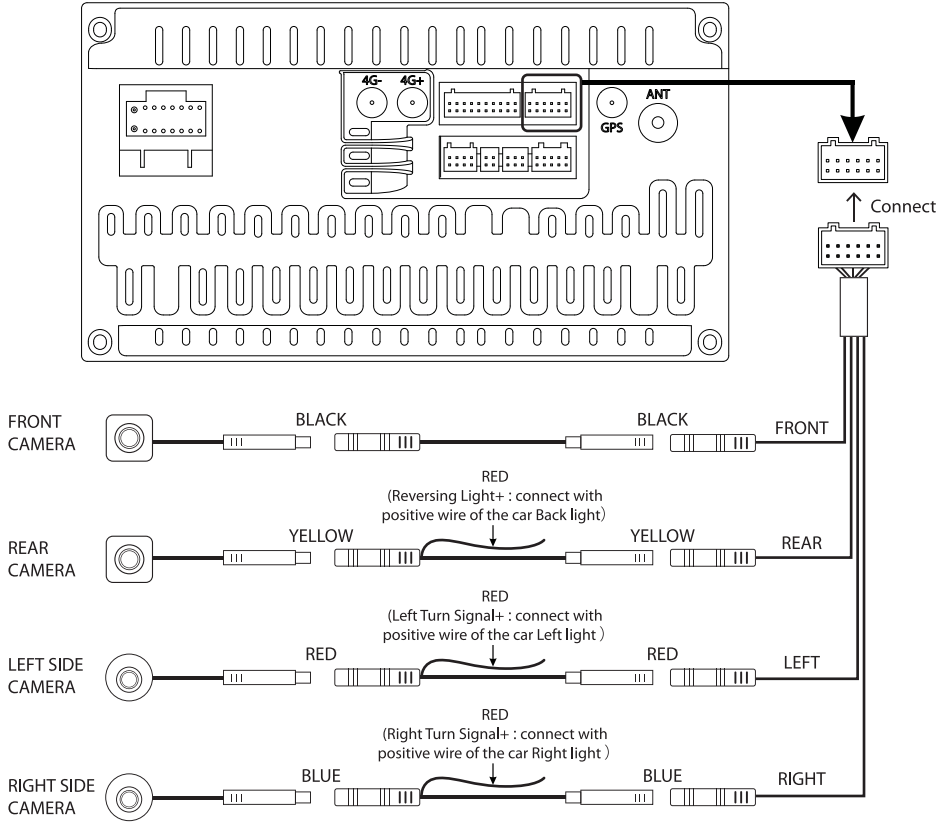 4G- 4G+
ANT
GPS
Connect
FRONT
CAMERA
BLACK
BLACK
FRONT
RED
(Reversing Light+ : connect with
positive wire of the car Back light)
REAR
CAMERA
YELLOW
YELLOW
REAR
RED
(Left Turn Signal+ : connect with
positive wire of the car Left light )
LEFT SIDE
CAMERA
RED
RED
LEFT
RED
(Right Turn Signal+ : connect with
positive wire of the car Right light )
RIGHT SIDE
CAMERA
BLUE
BLUE
RIGHT